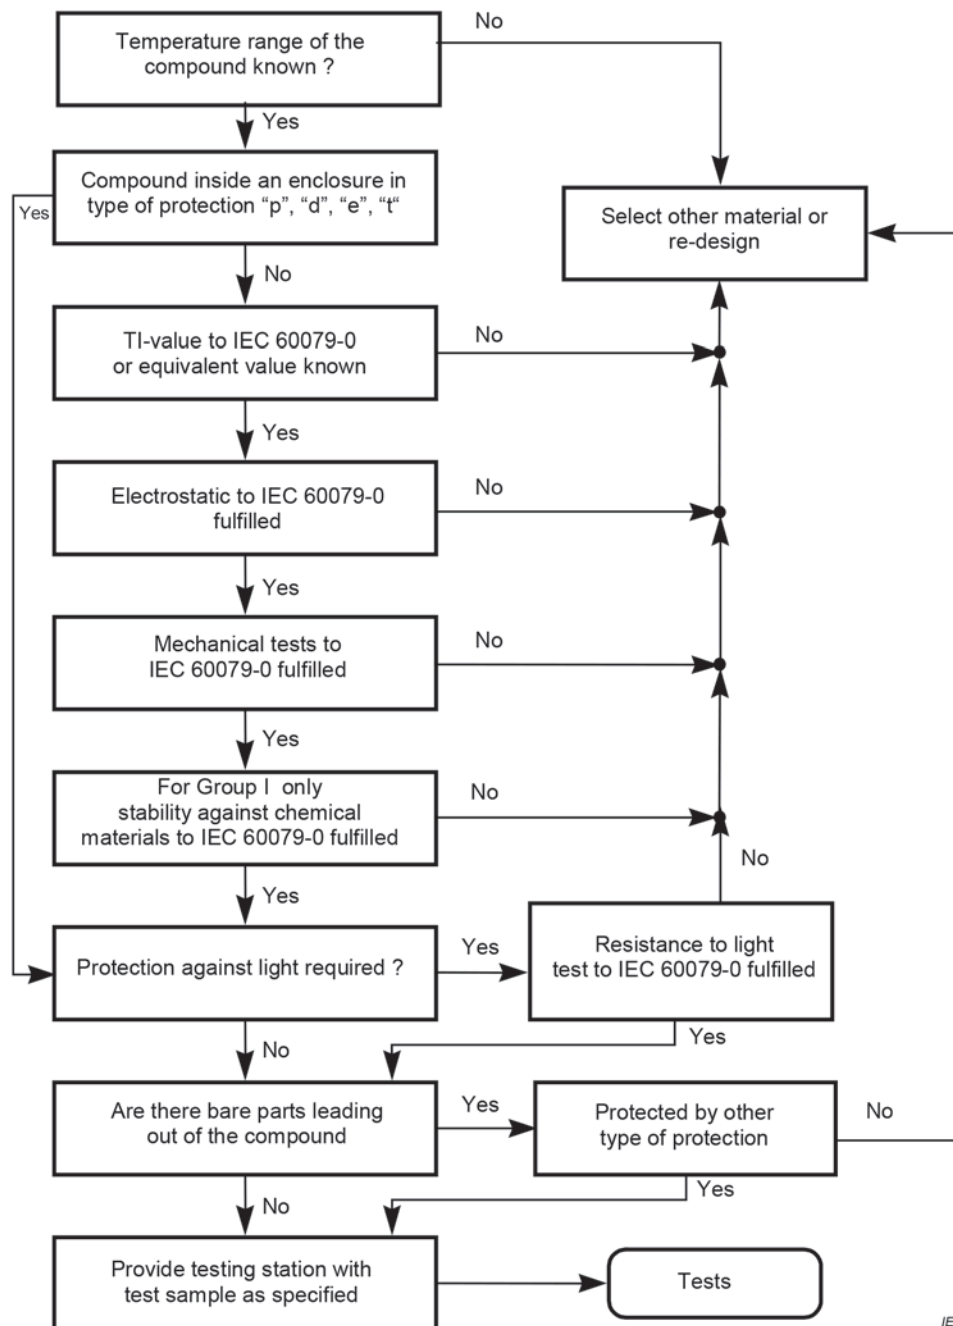 Temperature range of the
compound known ?
No
Yes
Compound inside an enclosure in
type of protection “p”, “d”, “e”, “t“
Yes
Select other material or
re-design
No
TI-value to IEC 60079-0
or equivalent value known
No
Yes
Electrostatic to IEC 60079-0
fulfilled
No
Yes
Mechanical tests to
IEC 60079-0 fulfilled
No
Yes
For Group I only
stability against chemical
materials to IEC 60079-0 fulfilled
No
No
Yes
Protection against light required ?
Yes
Resistance to light
test to IEC 60079-0 fulfilled
No
Yes
Are there bare parts leading
out of the compound
Yes
Protected by other
type of protection
No
No
Yes
Provide testing station with
test sample as specified
Tests